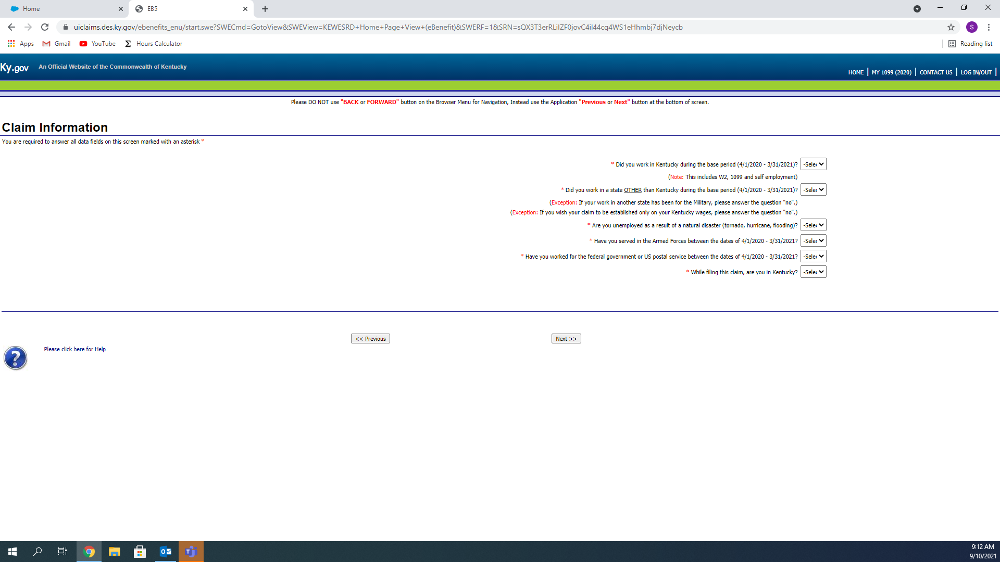 Home
EB5
uiclaims.des.ky.gov/ebenefits_enu/start.swe?SWECmd=GotoView&SWEView=KEWESRD+Home+Page+View+(eBenefit)&SWERF=1&SRN=sQX3T3erRLiIZF0jovC4il44cq4WS1eHhmbj7djNeycb
S
Apps Gmail YouTube Σ Hours Calculator Reading list
Ky.gov An Official Website of the Commonwealth of Kentucky
HOME | MY 1099 (2020) | CONTACT US | LOG IN/OUT |
Please DO NOT use "BACK or FORWARD" button on the Browser Menu for Navigation, Instead use the Application "Previous or Next" button at the bottom of screen.
Claim Information
You are required to answer all data fields on this screen marked with an asterisk *
* Did you work in Kentucky during the base period (4/1/2020 - 3/31/2021)? -Sele
(Note: This includes W2, 1099 and self employment)
* Did you work in a state OTHER than Kentucky during the base period (4/1/2020 - 3/31/2021)? -Sele
(Exception: If your work in another state has been for the Military, please answer the question "no".)
(Exception: If you wish your claim to be established only on your Kentucky wages, please answer the question "no".)
* Are you unemployed as a result of a natural disaster (tornado, hurricane, flooding)? -Sele
* Have you served in the Armed Forces between the dates of 4/1/2020 - 3/31/2021? -Sele
* Have you worked for the federal government or US postal service between the dates of 4/1/2020 - 3/31/2021? -Sele
* While filing this claim, are you in Kentucky? -Sele
<< Previous Next >>
? Please click here for Help
9:12 AM
9/10/2021